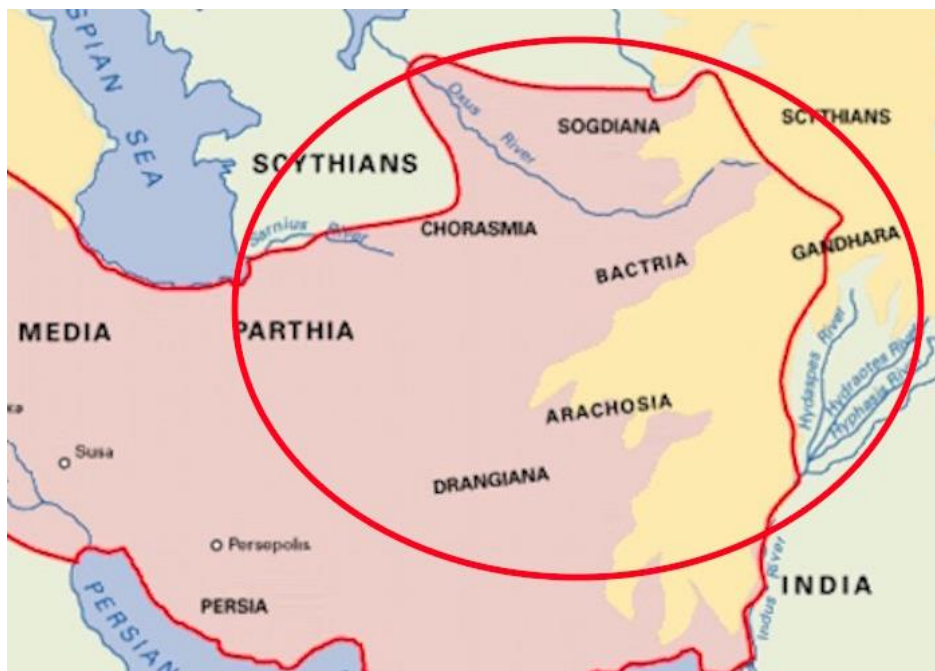 SPIAN
SEA
SCYTHIANS
Oxus River
SOGDIANA
SCYTHIANS
Sarnius River
CHORASMIA
GANDHARA
BACTRIA
MEDIA
PARTHIA
Hydaspes River
Hydraotes River
Hyphasis River
ARACHOSIA
Susa
DRANGIANA
Persepolis
INDIA
Indus River
PERSIA
PERSIAN